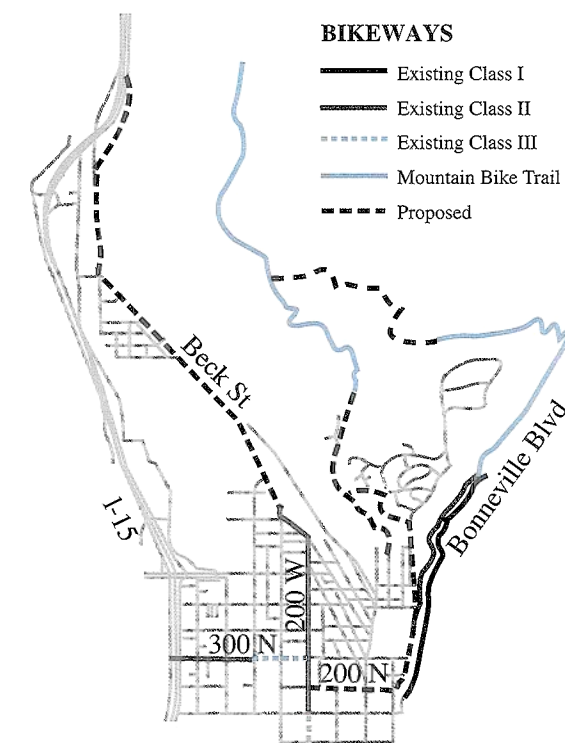 BIKEWAYS
Existing Class I
Existing Class II
Existing Class III
Mountain Bike Trail
Proposed
Beck St
Bonneville Blvd
I-15
200 W
300 N
200 N